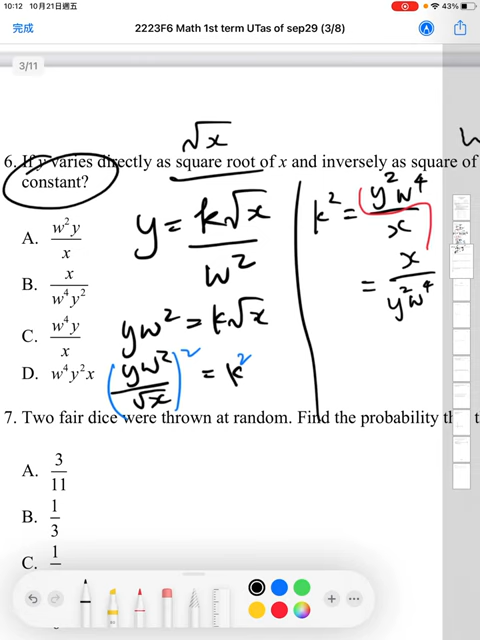 10:12 10月21日週五 43%
完成 2223F6 Math 1st term UTas of sep29 (3/8)
3/11
√x
6. If y varies directly as square root of x and inversely as square of
constant?
A. w²y/x
B. x/w⁴y²
C. w⁴y/x
D. w⁴y²x
y = k√x/w²
yw² = k√x
(yw²/√x)² = k²
k² = y²w⁴/x
= x/y²w⁴
7. Two fair dice were thrown at random. Find the probability th t
A. 3/11
B. 1/3
C. 1